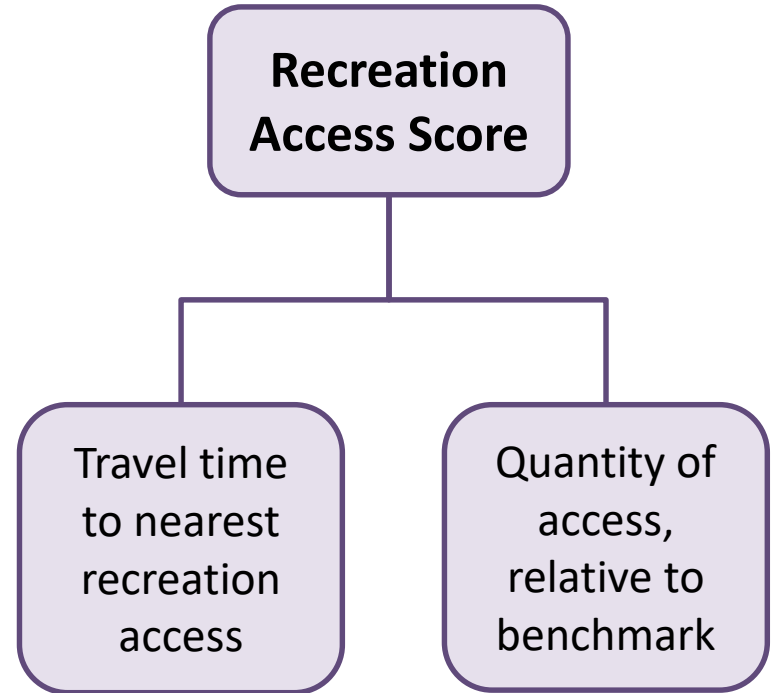 Recreation
Access Score
Travel time
to nearest
recreation
access
Quantity of
access,
relative to
benchmark